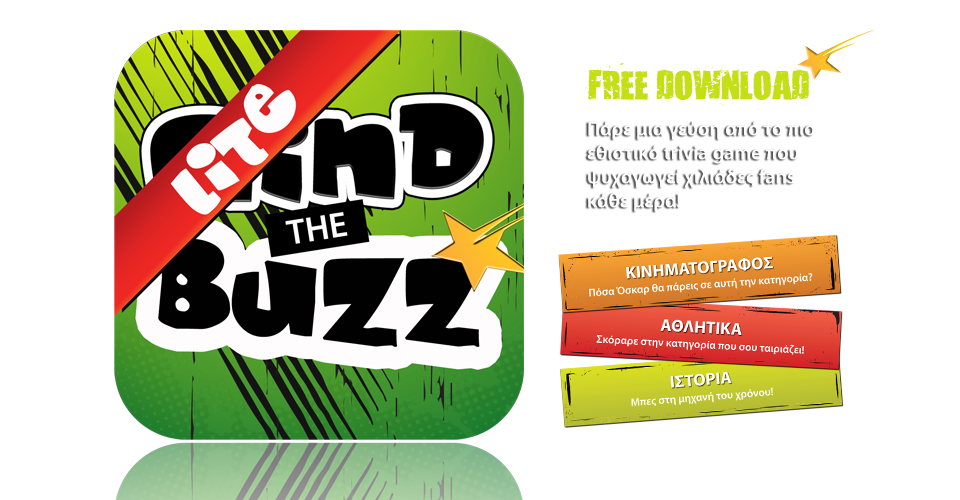 LITE
MIND
THE
BUZZ
FREE DOWNLOAD
Πάρε μια γεύση από το πιο
εθιστικό trivia game που
ψυχαγωγεί χιλιάδες fans
κάθε μέρα!
ΚΙΝΗΜΑΤΟΓΡΑΦΟΣ
Πόσα Όσκαρ θα πάρεις σε αυτή την κατηγορία?
ΑΘΛΗΤΙΚΑ
Σκόραρε στην κατηγορία που σου ταιριάζει!
ΙΣΤΟΡΙΑ
Μπες στη μηχανή του χρόνου!